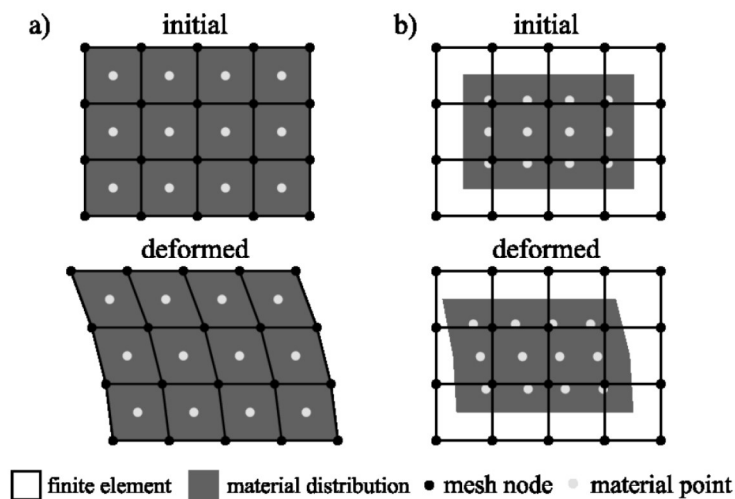 a)
initial
b)
initial
deformed
deformed
finite element
material distribution
mesh node
material point